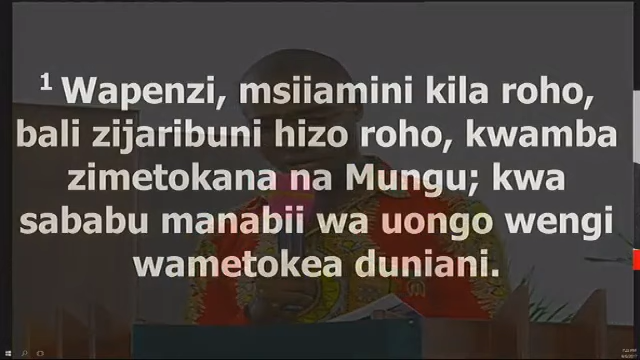 1 Wapenzi, msiiamini kila roho,
bali zijaribuni hizo roho, kwamba
zimetokana na Mungu; kwa
sababu manabii wa uongo wengi
wametokea duniani.